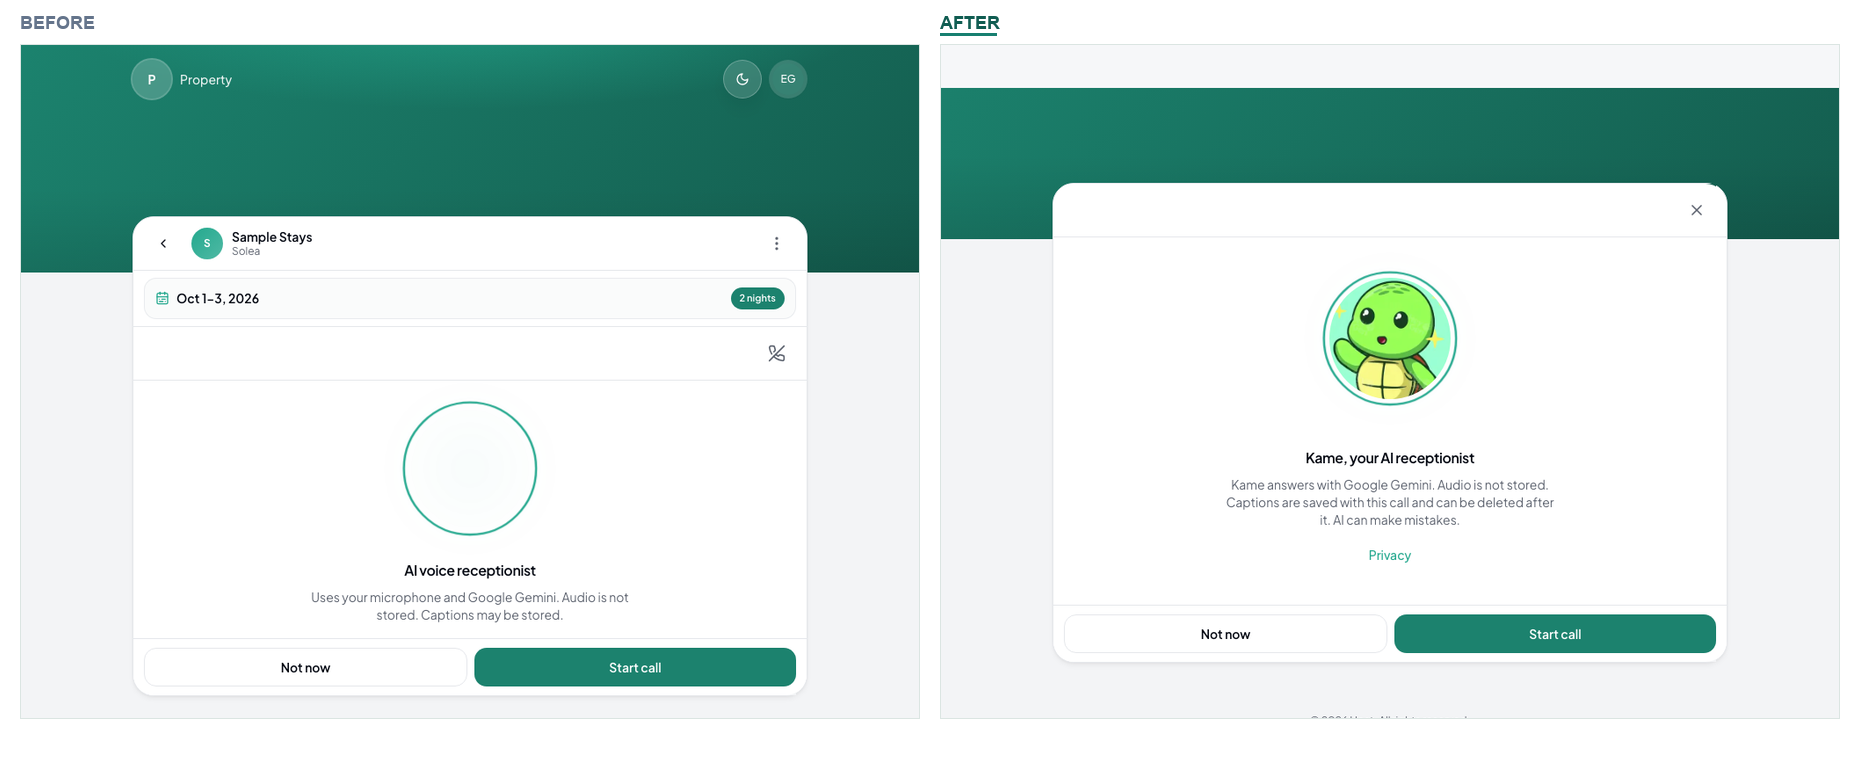 BEFORE
P
Property
EG
S
Sample Stays
Solea
Oct 1–3, 2026
2 nights
AI voice receptionist
Uses your microphone and Google Gemini. Audio is not
stored. Captions may be stored.
Not now
Start call
AFTER
Kame, your AI receptionist
Kame answers with Google Gemini. Audio is not stored.
Captions are saved with this call and can be deleted after
it. AI can make mistakes.
Privacy
Not now
Start call